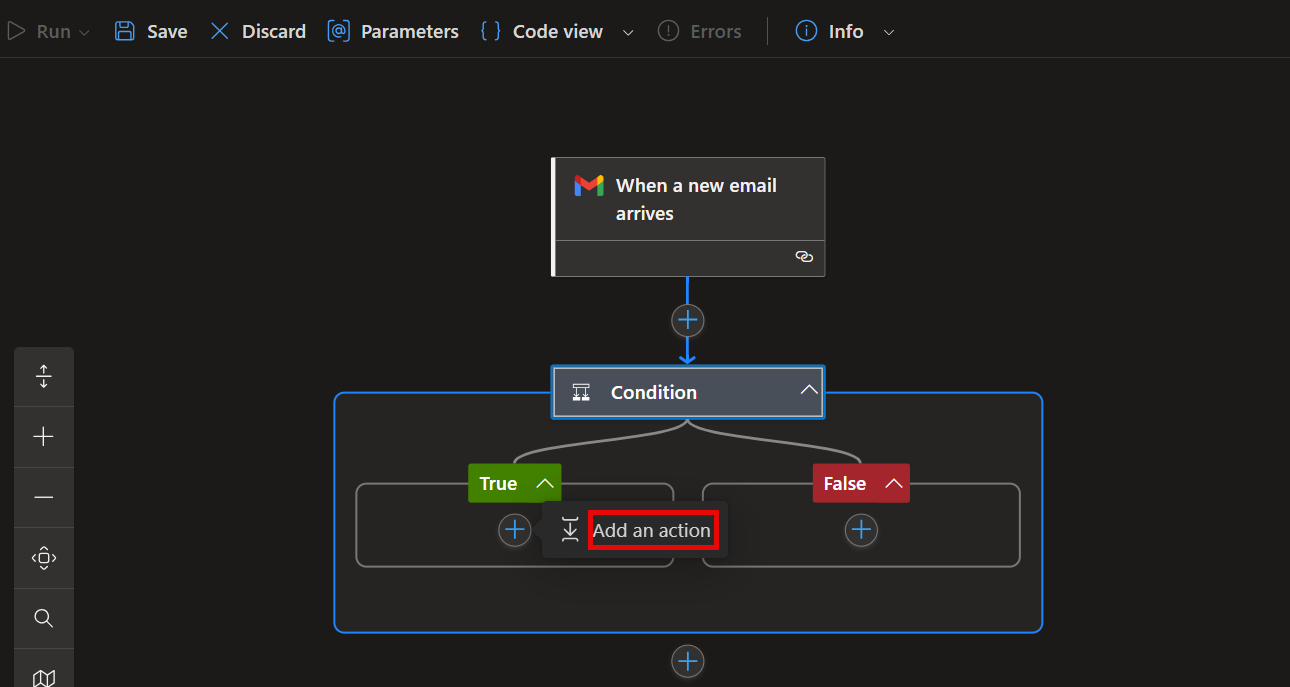 Run Save Discard Parameters Code view Errors Info
When a new email
arrives
Condition
True False
Add an action